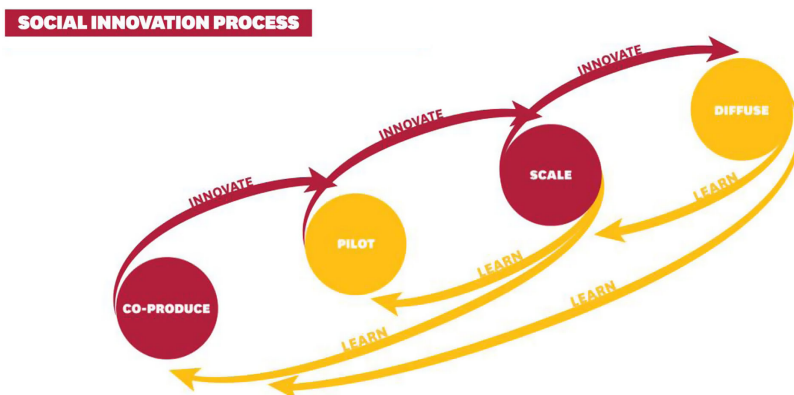 SOCIAL INNOVATION PROCESS
INNOVATE
DIFFUSE
INNOVATE
SCALE
LEARN
INNOVATE
PILOT
LEARN
LEARN
CO-PRODUCE
LEARN